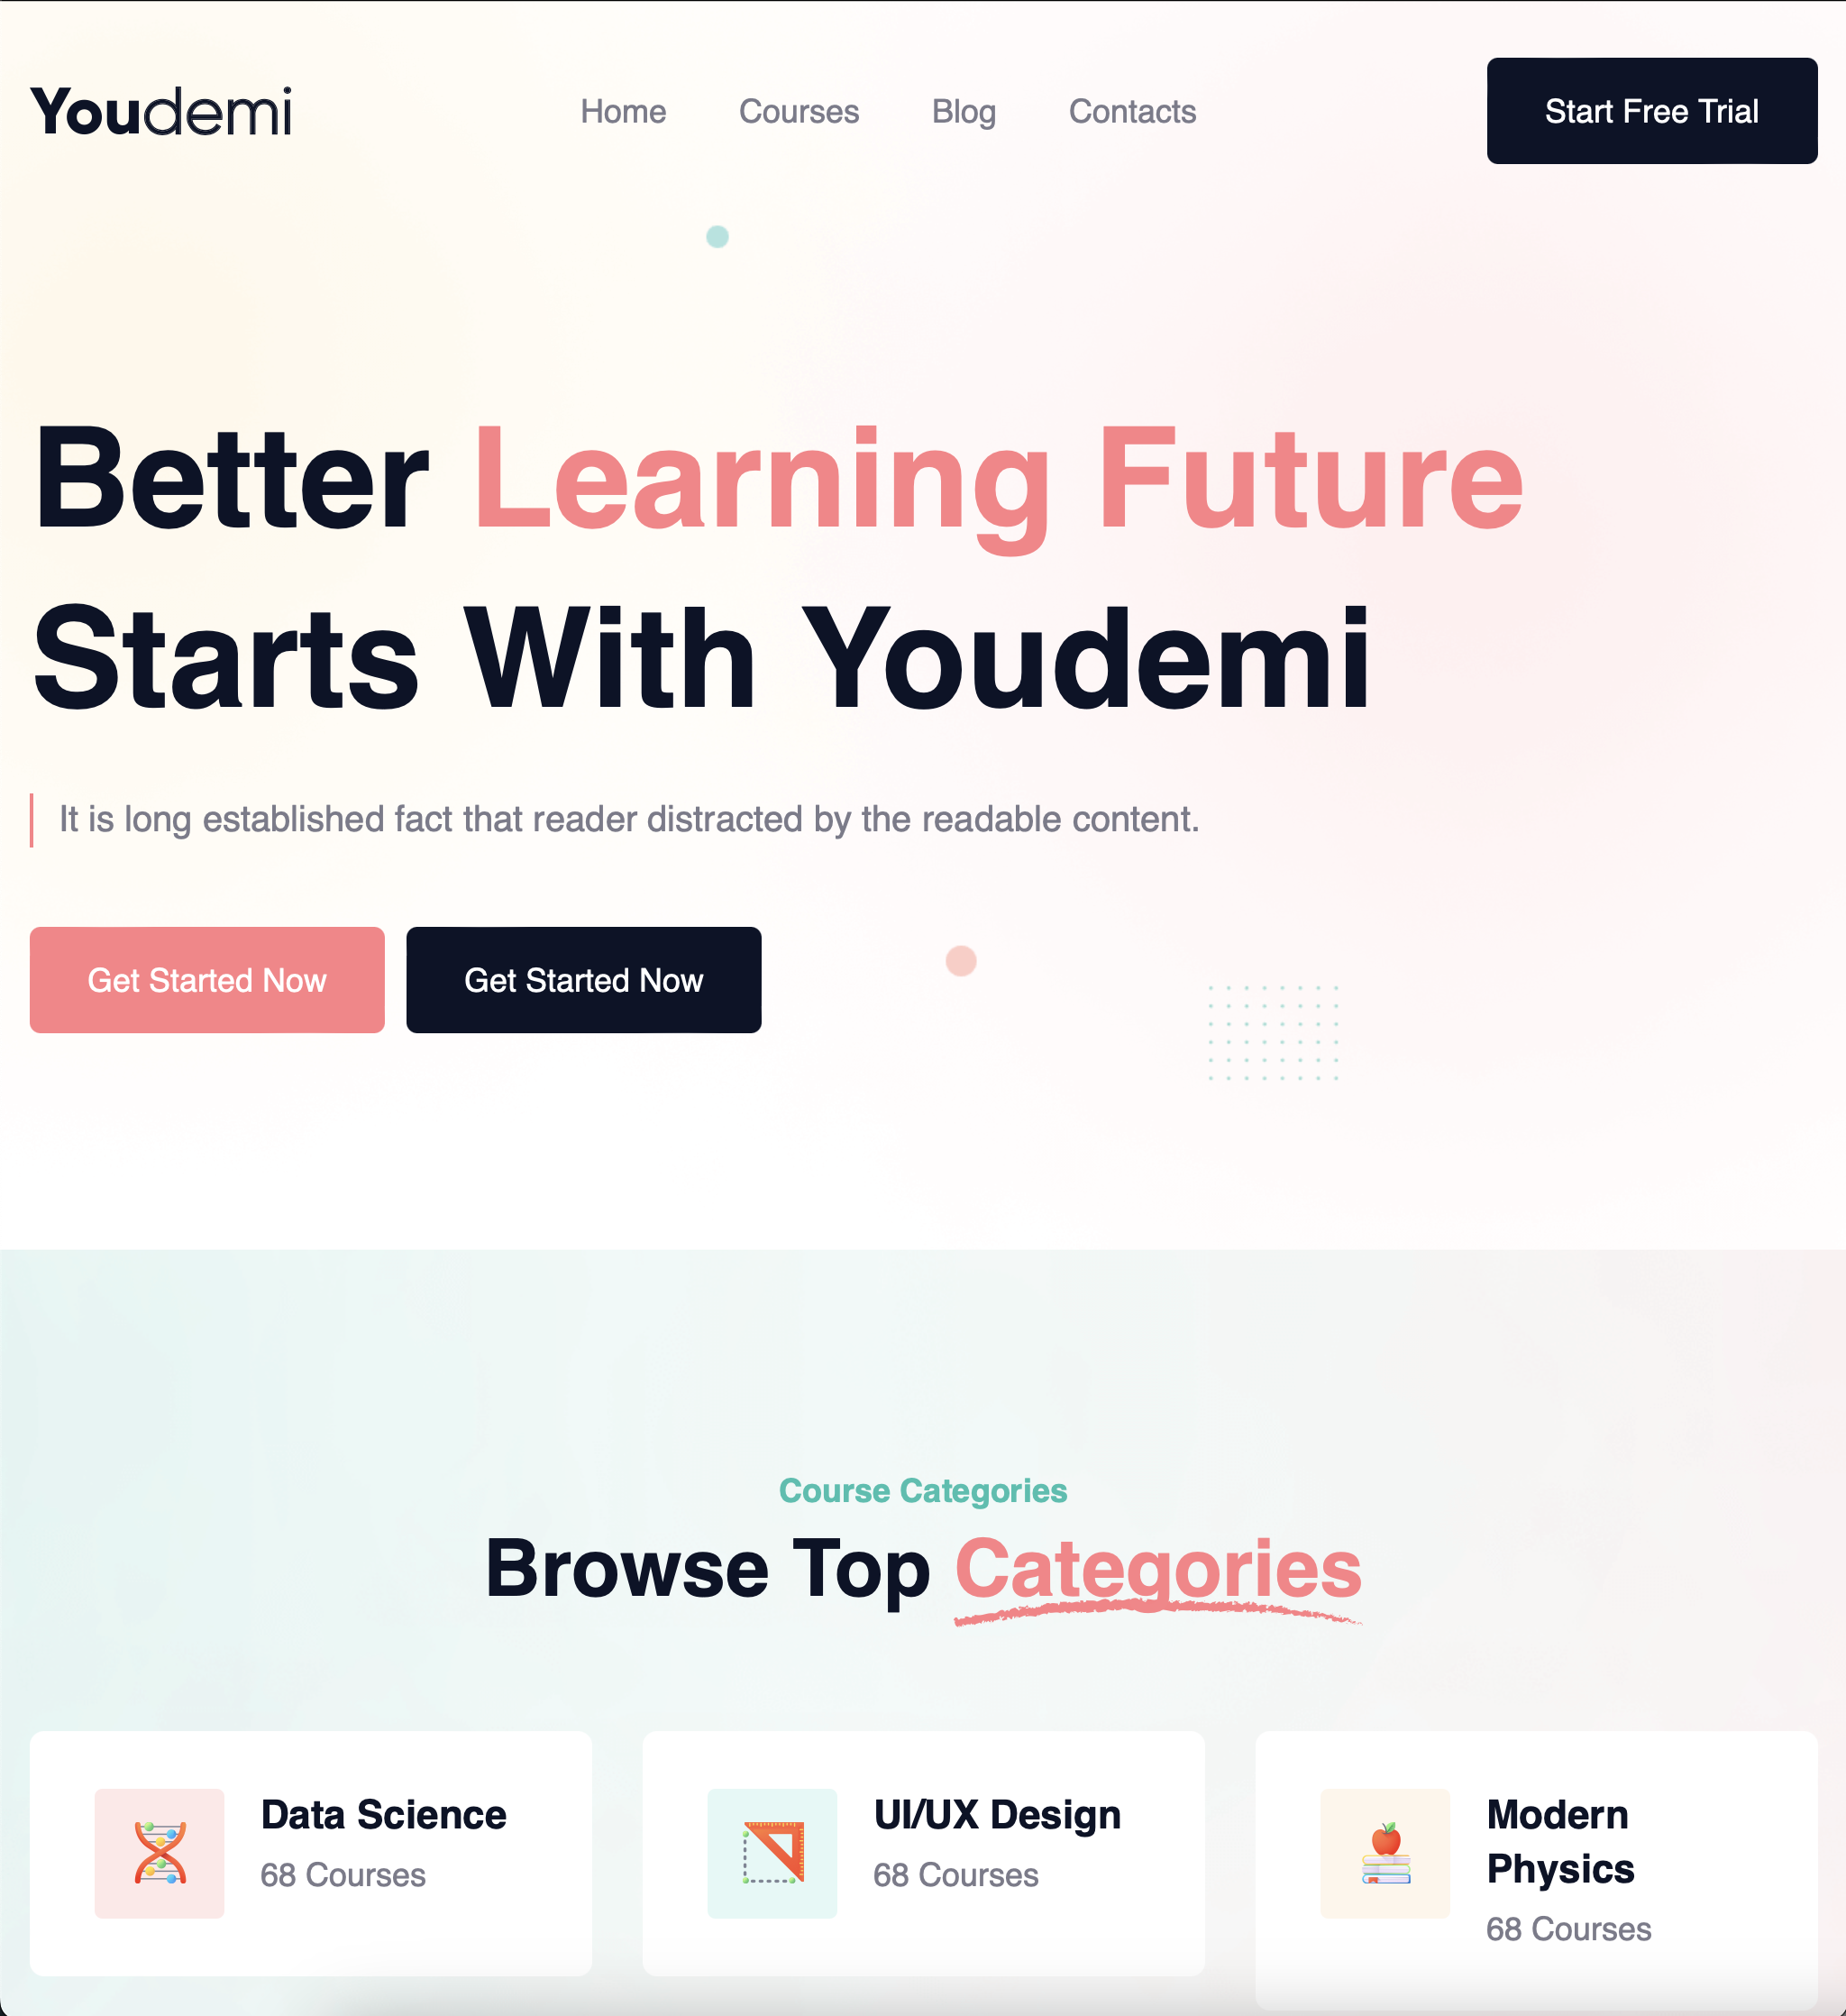 Youdemi
Home
Courses
Blog
Contacts
Start Free Trial
Better Learning Future
Starts With Youdemi
It is long established fact that reader distracted by the readable content.
Get Started Now
Get Started Now
Course Categories
Browse Top Categories
Data Science
68 Courses
UI/UX Design
68 Courses
Modern
Physics
68 Courses